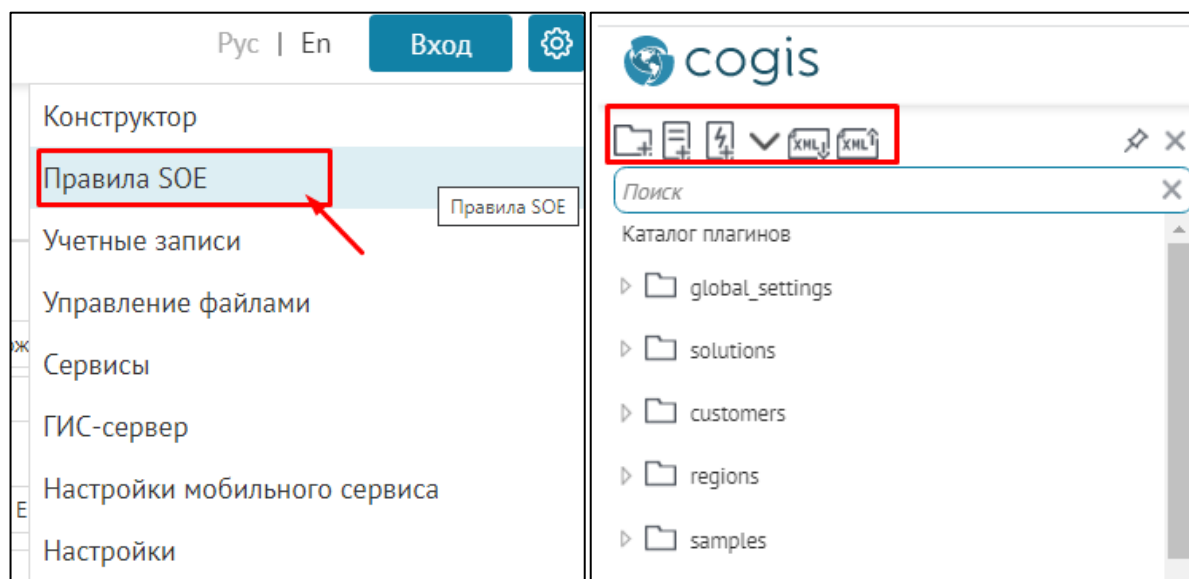 Рус | En Вход
Конструктор
Правила SOE
Правила SOE
Учетные записи
Управление файлами
ж
Сервисы
ГИС-сервер
Настройки мобильного сервиса
Е
Настройки
cogis
XML XML
Поиск
Каталог плагинов
global_settings
solutions
customers
regions
samples